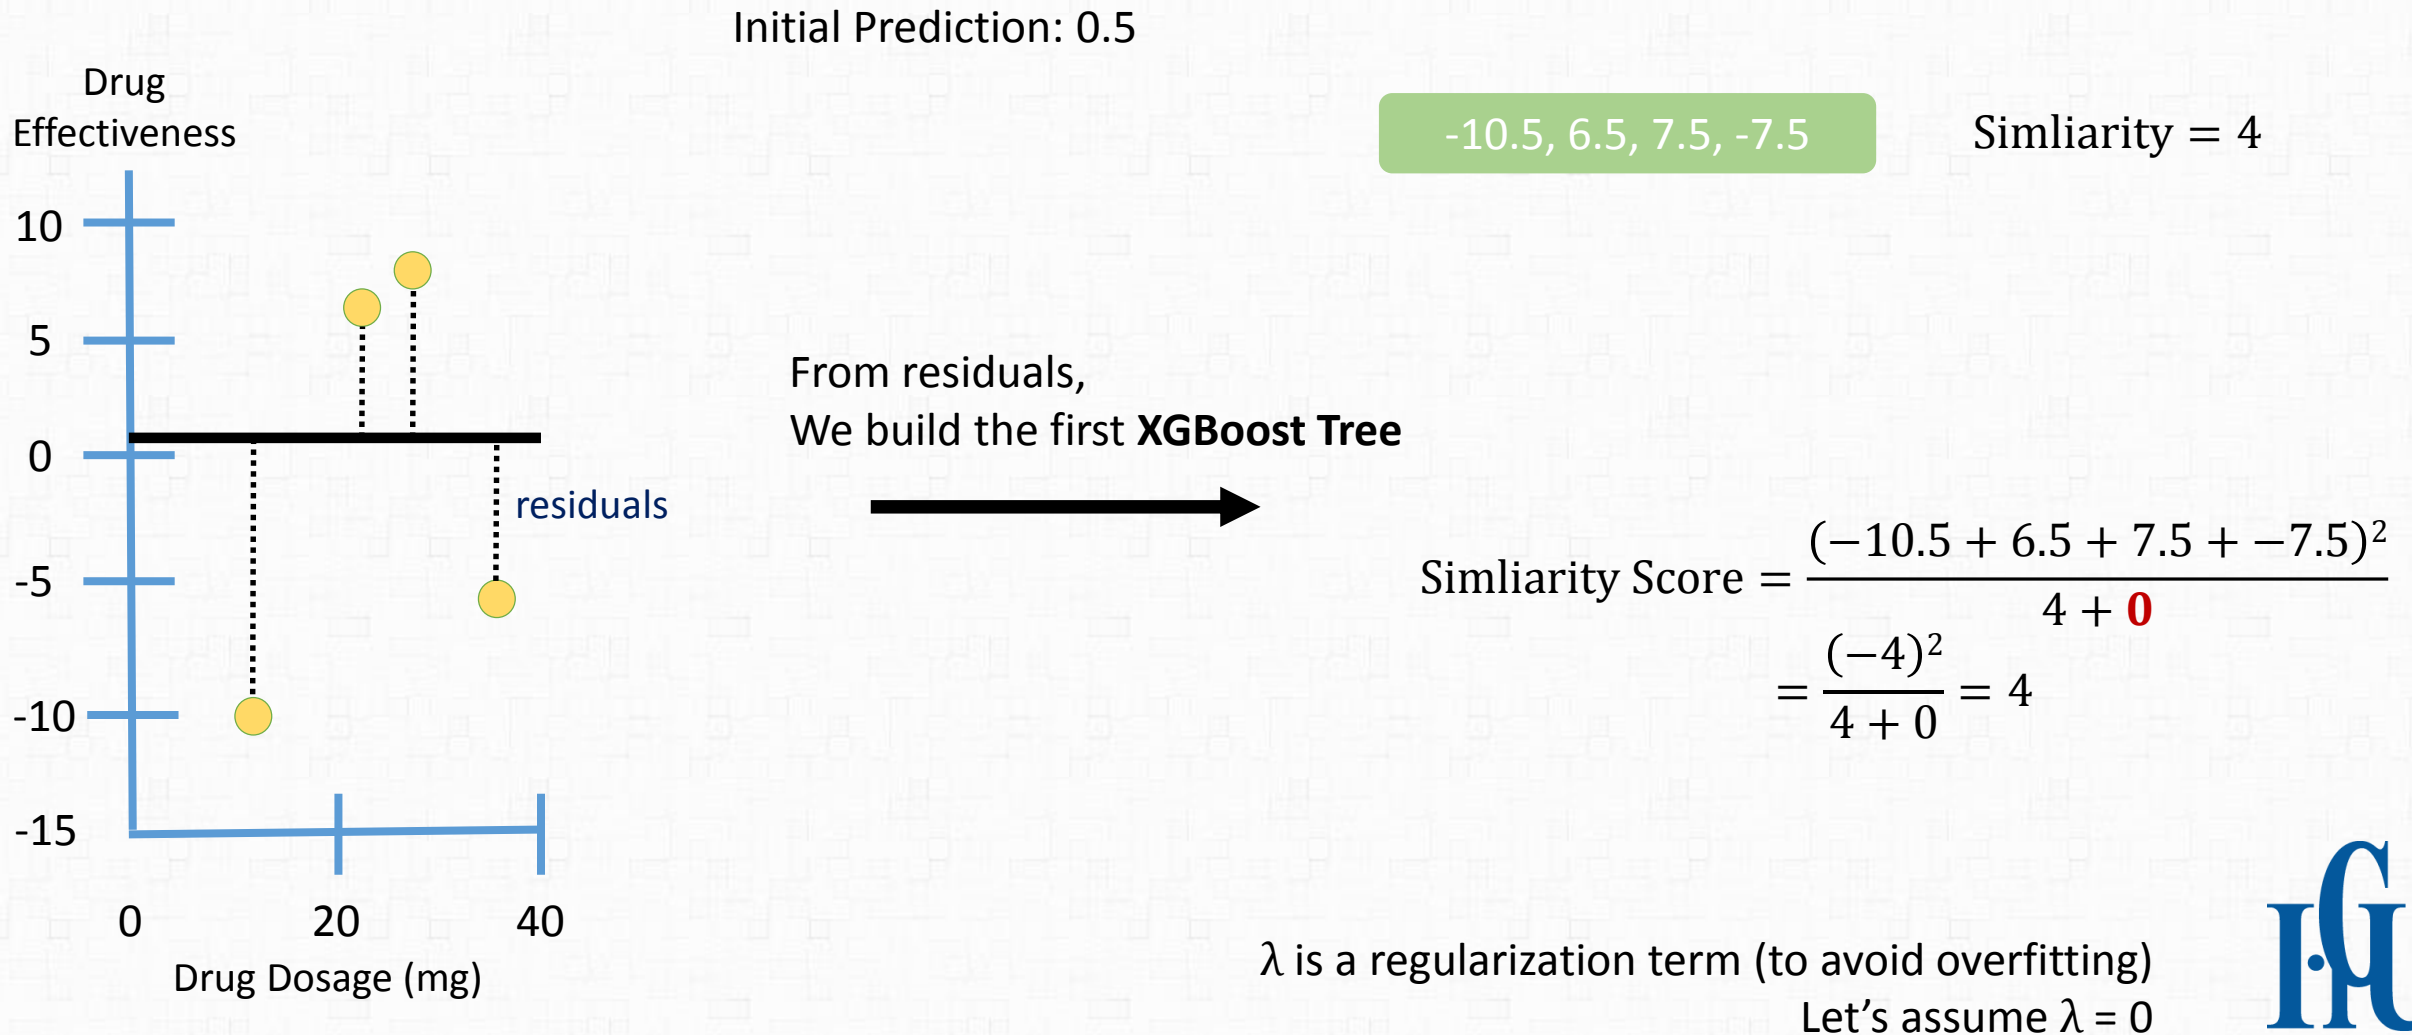 Initial Prediction: 0.5
Drug
Effectiveness
10
5
0
-5
-10
-15
0
20
40
Drug Dosage (mg)
residuals
From residuals,
We build the first XGBoost Tree
-10.5, 6.5, 7.5, -7.5
Simliarity = 4
Simliarity Score = (−10.5 + 6.5 + 7.5 + −7.5)² / 4 + 0
= (−4)² / 4 + 0 = 4
λ is a regularization term (to avoid overfitting)
Let’s assume λ = 0